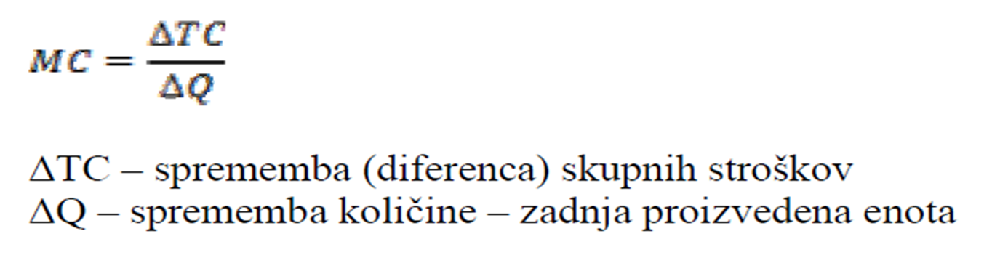 MC = ΔTC / ΔQ
ΔTC – sprememba (diferenca) skupnih stroškov
ΔQ – sprememba količine – zadnja proizvedena enota